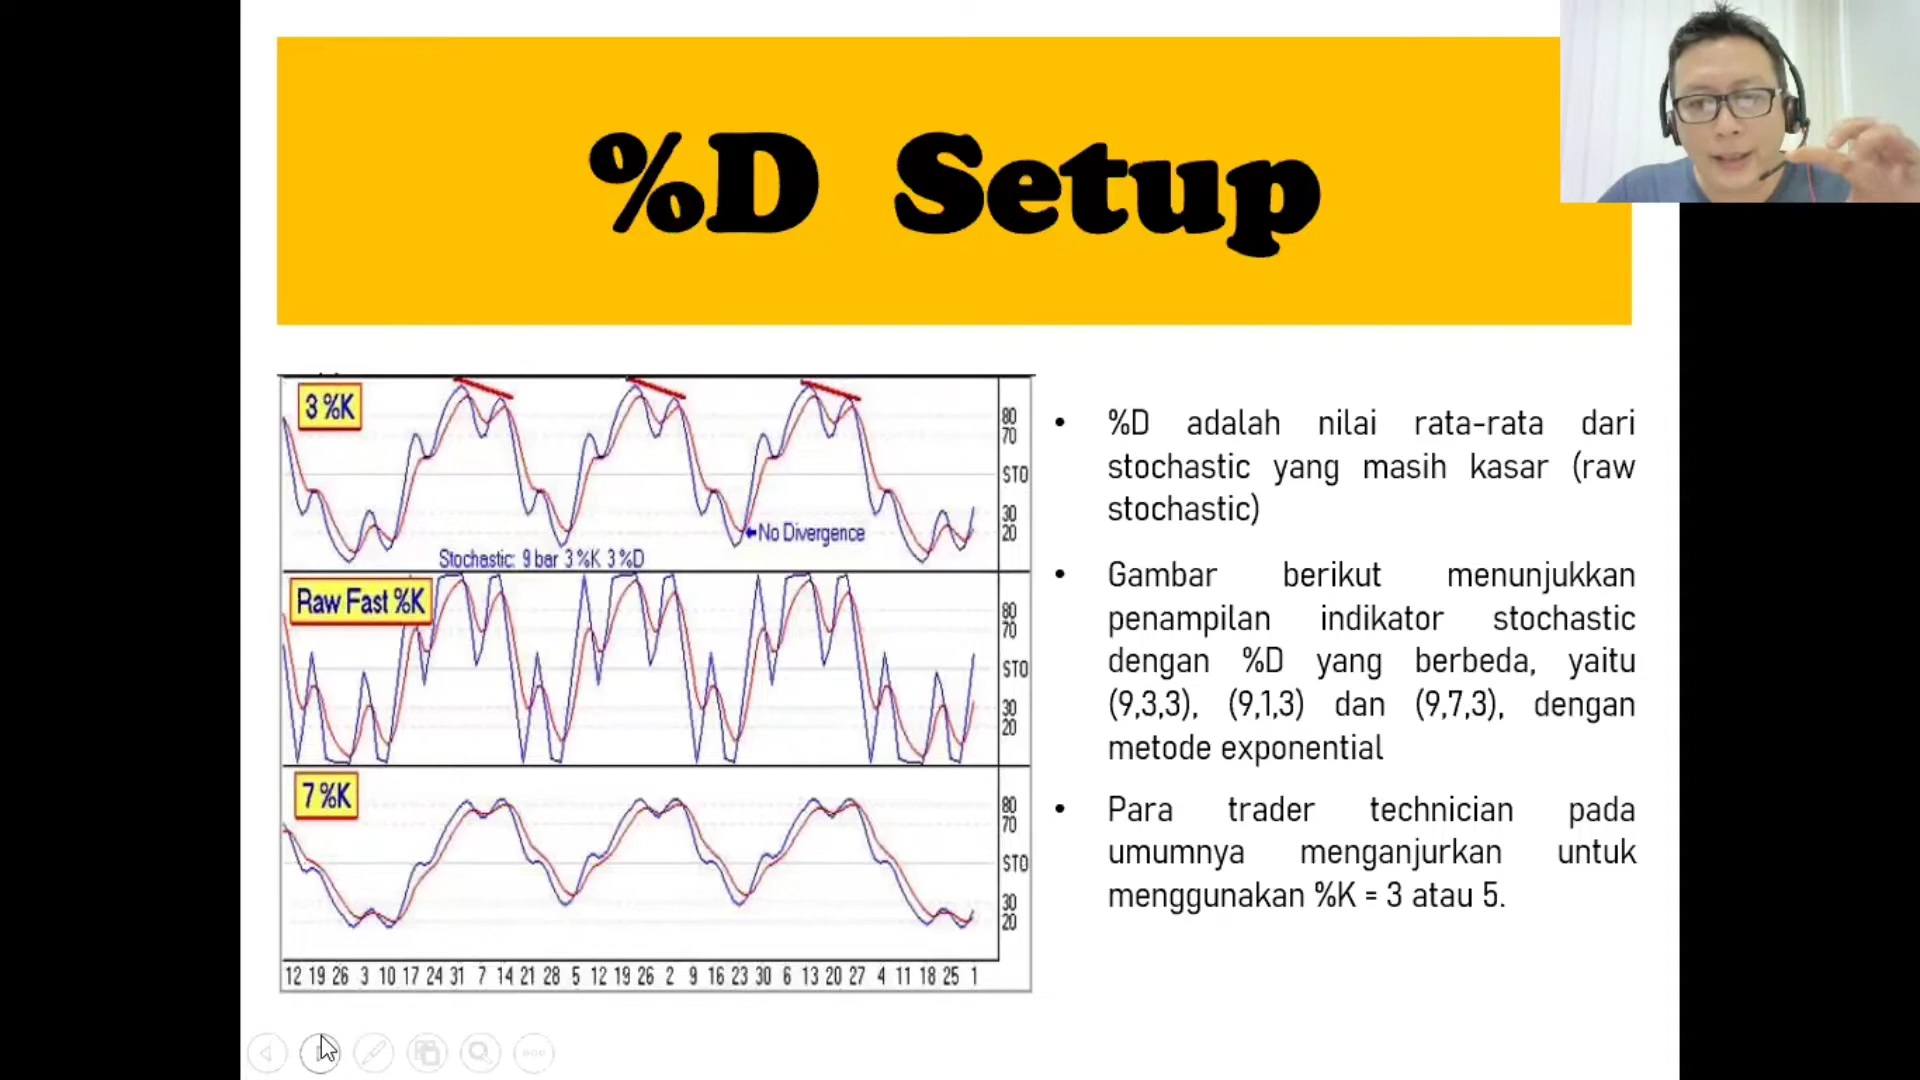 %D Setup
3 %K
80
70
STO
30
20
No Divergence
Stochastic: 9 bar 3 %K 3 %D
Raw Fast %K
80
70
STO
30
20
7 %K
80
70
STO
30
20
12 19 26 3 10 17 24 31 7 14 21 28 5 12 19 26 2 9 16 23 30 6 13 20 27 4 11 18 25 1
• %D adalah nilai rata-rata dari
stochastic yang masih kasar (raw
stochastic)
• Gambar berikut menunjukkan
penampilan indikator stochastic
dengan %D yang berbeda, yaitu
(9,3,3), (9,1,3) dan (9,7,3), dengan
metode exponential
• Para trader technician pada
umumnya menganjurkan untuk
menggunakan %K = 3 atau 5.